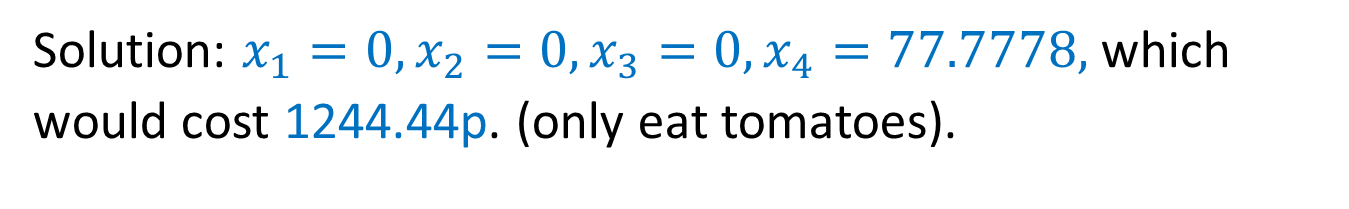 Solution: x₁ = 0, x₂ = 0, x₃ = 0, x₄ = 77.7778, which
would cost 1244.44p. (only eat tomatoes).